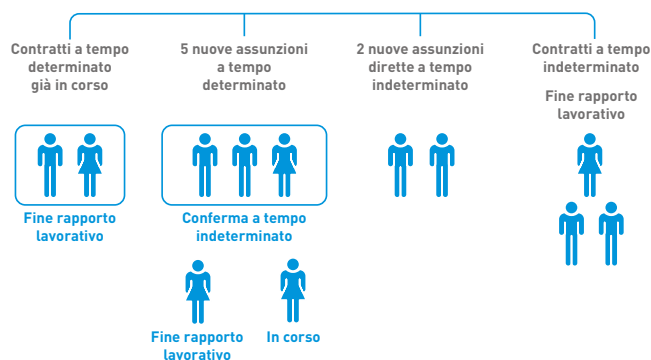 Contratti a tempo
determinato
già in corso
5 nuove assunzioni
a tempo
determinato
2 nuove assunzioni
dirette a tempo
indeterminato
Contratti a tempo
indeterminato
Fine rapporto
lavorativo
Fine rapporto
lavorativo
Conferma a tempo
indeterminato
Fine rapporto
lavorativo
In corso